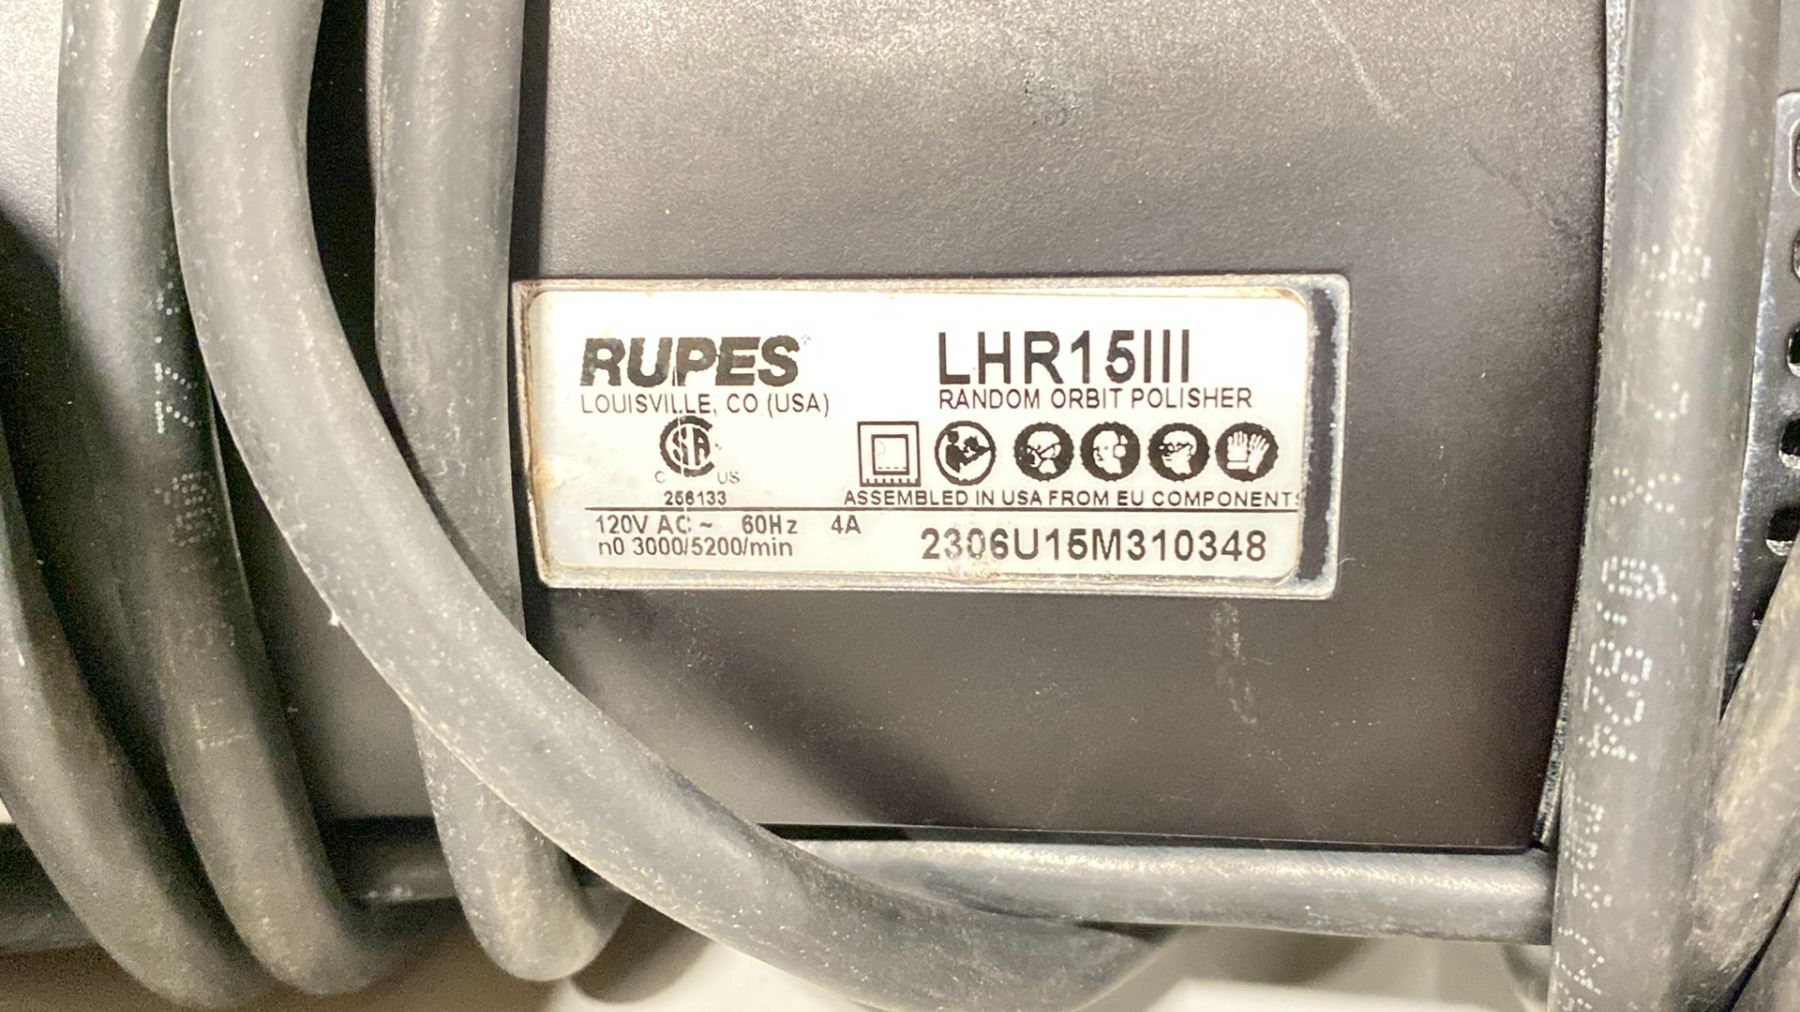 RUPES
LOUISVILLE, CO (USA)
LHR15III
RANDOM ORBIT POLISHER
C SA US
256133
ASSEMBLED IN USA FROM EU COMPONENTS
120V AC ~ 60Hz 4A
n0 3000/5200/min
2306U15M310348